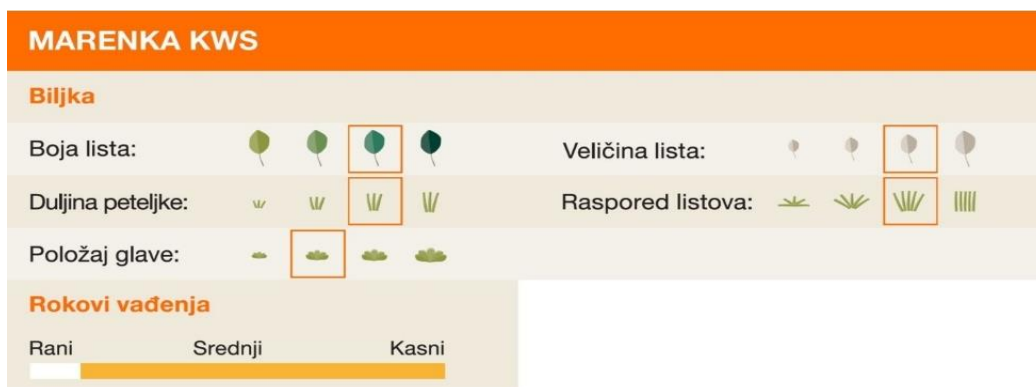 MARENKA KWS
Biljka
Boja lista:
Veličina lista:
Duljina peteljke:
Raspored listova:
Položaj glave:
Rokovi vađenja
Rani Srednji Kasni